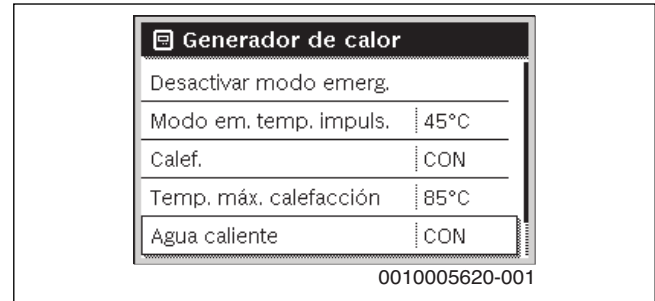 Generador de calor
Desactivar modo emerg.
Modo em. temp. impuls. 45°C
Calef. CON
Temp. máx. calefacción 85°C
Agua caliente CON
0010005620-001